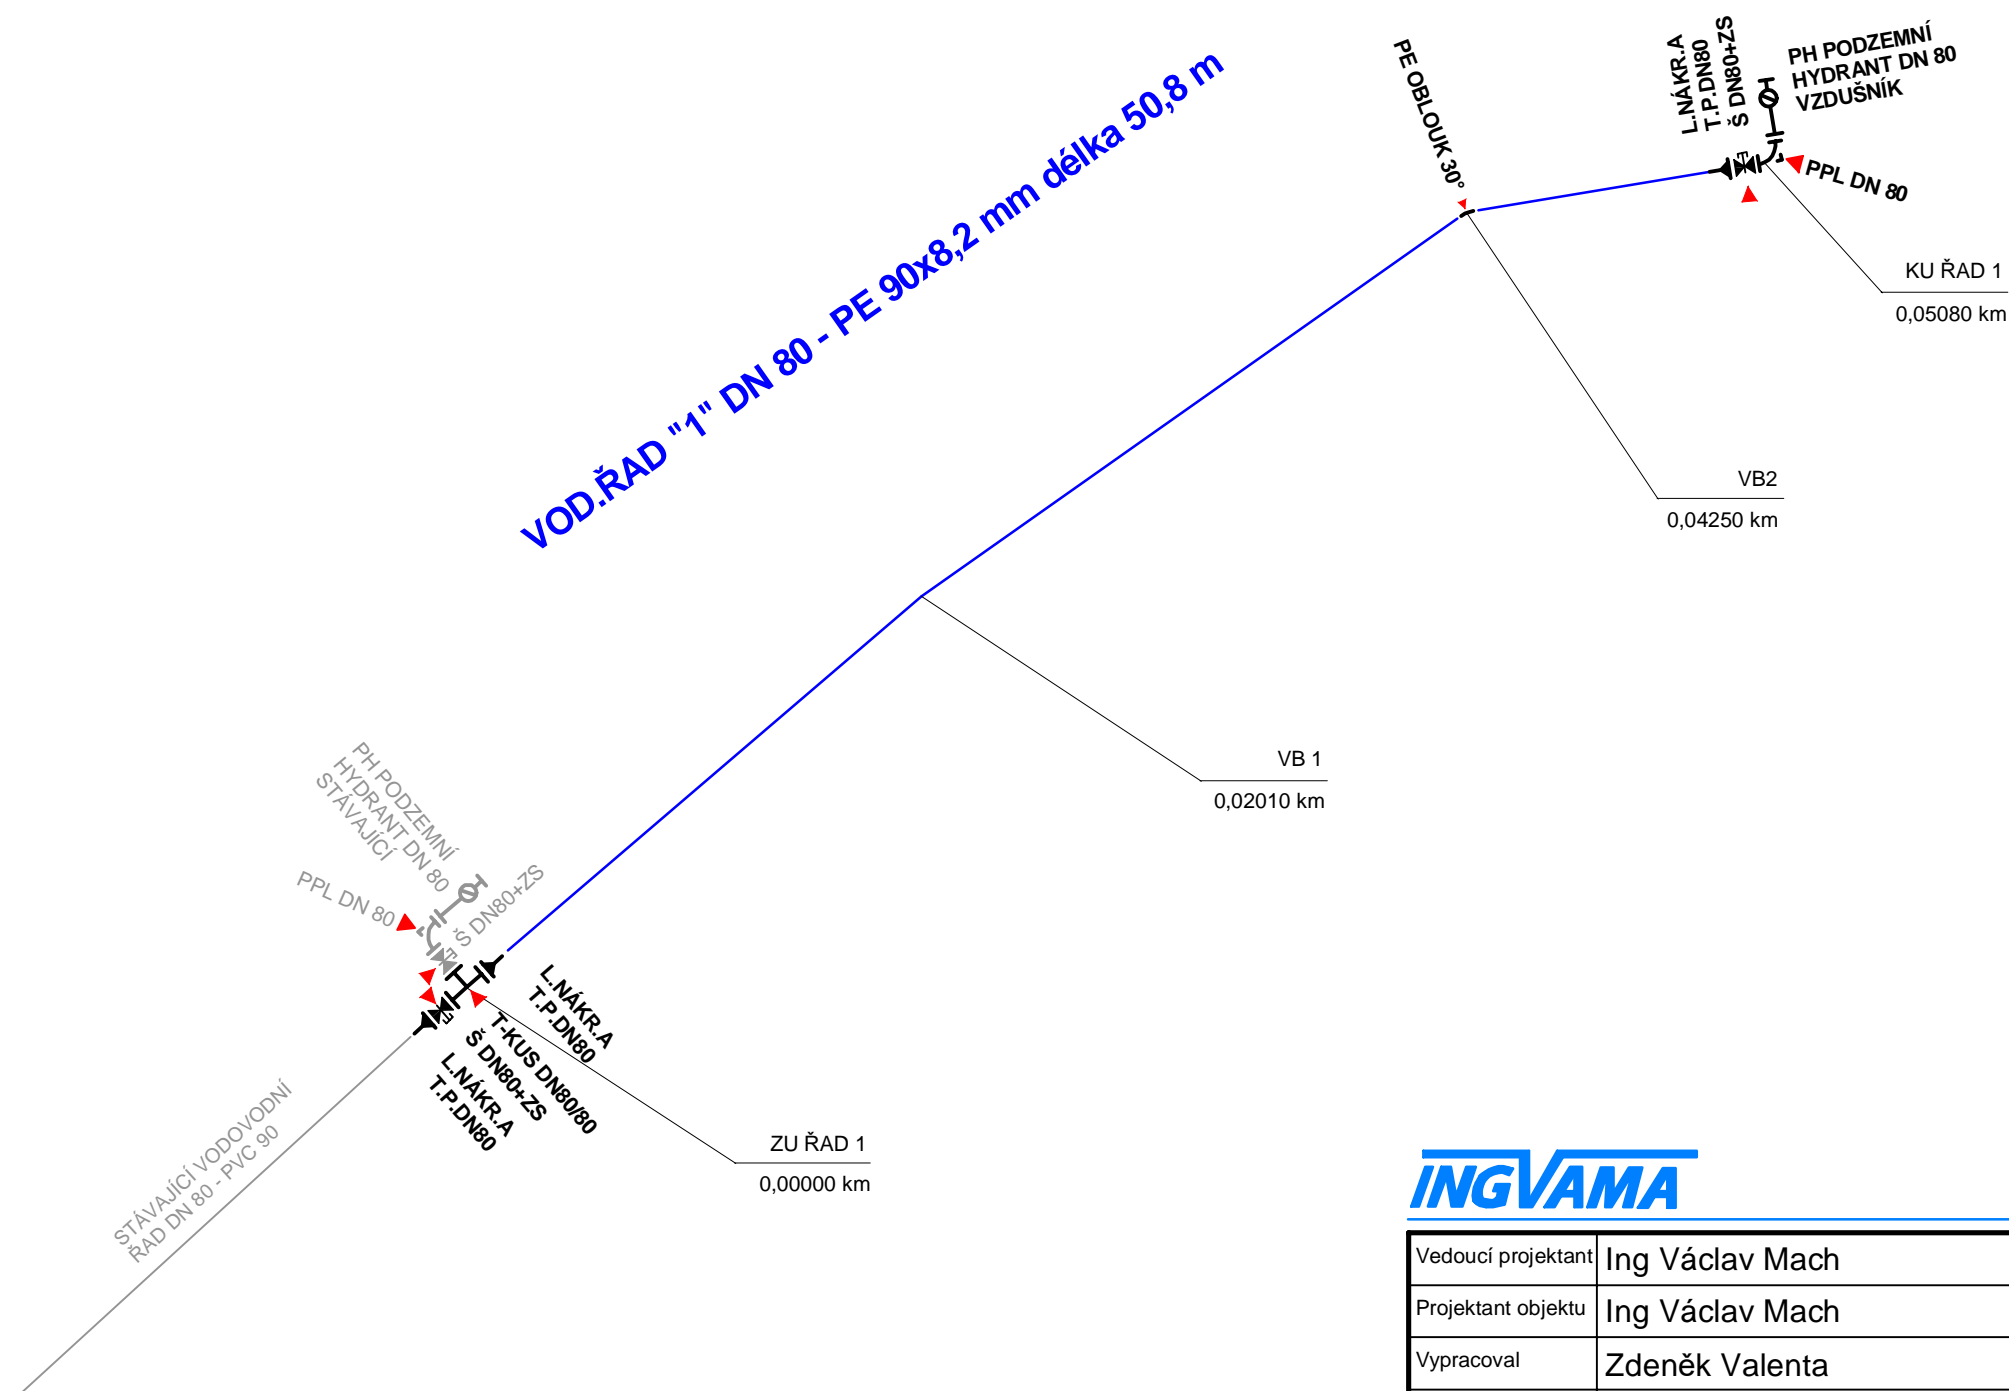 VOD.ŘAD "1" DN 80 - PE 90x8,2 mm délka 50,8 m
PE OBLOUK 30°
L.NÁKR.A
T.P.DN80
Š DN80+ZS
PH PODZEMNÍ
HYDRANT DN 80
VZDUŠNÍK
PPL DN 80
KU ŘAD 1
0,05080 km
VB2
0,04250 km
VB 1
0,02010 km
PH PODZEMNÍ
HYDRANT DN 80
STÁVAJÍCÍ
PPL DN 80
Š DN80+ZS
L.NÁKR.A
T.P.DN80
T-KUS DN80/80
Š DN80+ZS
L.NÁKR.A
T.P.DN80
ZU ŘAD 1
0,00000 km
STÁVAJÍCÍ VODOVODNÍ
ŘAD DN 80 - PVC 90
INGVAMA
Vedoucí projektant Ing Václav Mach
Projektant objektu Ing Václav Mach
Vypracoval Zdeněk Valenta